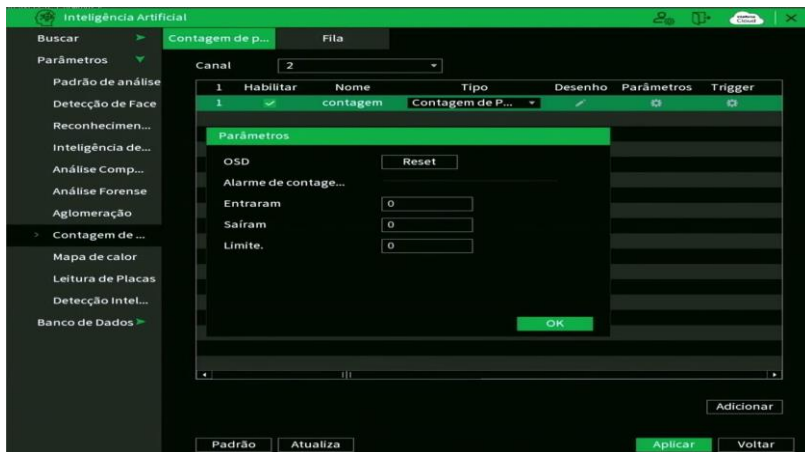 Inteligência Artificial
Buscar
Parâmetros
Padrão de análise
Detecção de Face
Reconhecimen...
Inteligência de...
Análise Comp...
Análise Forense
Aglomeração
Contagem de ...
Mapa de calor
Leitura de Placas
Detecção Intel...
Banco de Dados
Contagem de p... Fila
Canal 2
1 Habilitar Nome Tipo Desenho Parâmetros Trigger
1 contagem Contagem de P...
Parâmetros
OSD Reset
Alarme de contage...
Entraram 0
Saíram 0
Limite. 0
OK
Adicionar
Padrão Atualiza Aplicar Voltar